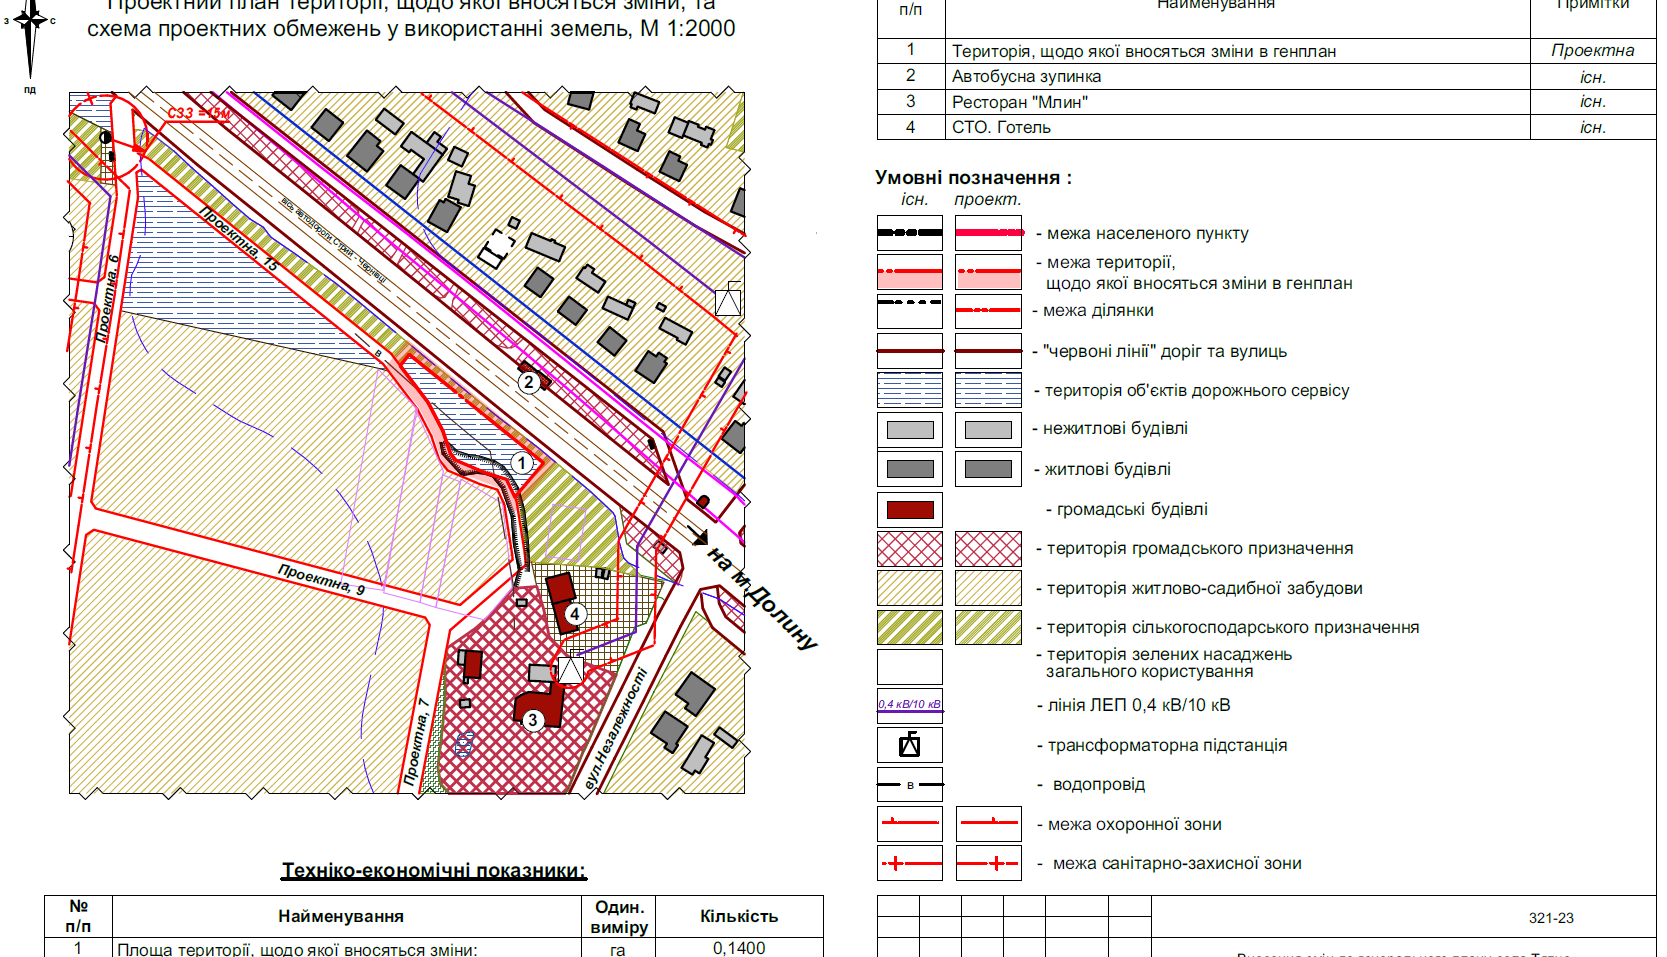 Проектний план території, щодо якої вносяться зміни, та
схема проектних обмежень у використанні земель, М 1:2000
З
С
пд
СЗЗ =15м
Проектна, 15
вісь автодороги Стрий - Чернівці
Проектна, 6
в
2
1
на м.Долину
Проектна, 9
4
3
Проектна, 7
вул.Незалежності
п/п
Найменування
Примітки
1 Територія, щодо якої вносяться зміни в генплан Проектна
2 Автобусна зупинка існ.
3 Ресторан "Млин" існ.
4 СТО. Готель існ.
Умовні позначення :
існ. проект.
- межа населеного пункту
- межа території,
щодо якої вносяться зміни в генплан
- межа ділянки
- "червоні лінії" доріг та вулиць
- територія об'єктів дорожнього сервісу
- нежитлові будівлі
- житлові будівлі
- громадські будівлі
- територія громадського призначення
- територія житлово-садибної забудови
- територія сількогосподарського призначення
- територія зелених насаджень
загального користування
0,4 кВ/10 кВ - лінія ЛЕП 0,4 кВ/10 кВ
- трансформаторна підстанція
в - водопровід
- межа охоронної зони
- межа санітарно-захисної зони
Техніко-економічні показники:
№
п/п
Найменування
Один.
виміру
Кількість
1 Площа території, щодо якої вносяться зміни: га 0,1400
321-23